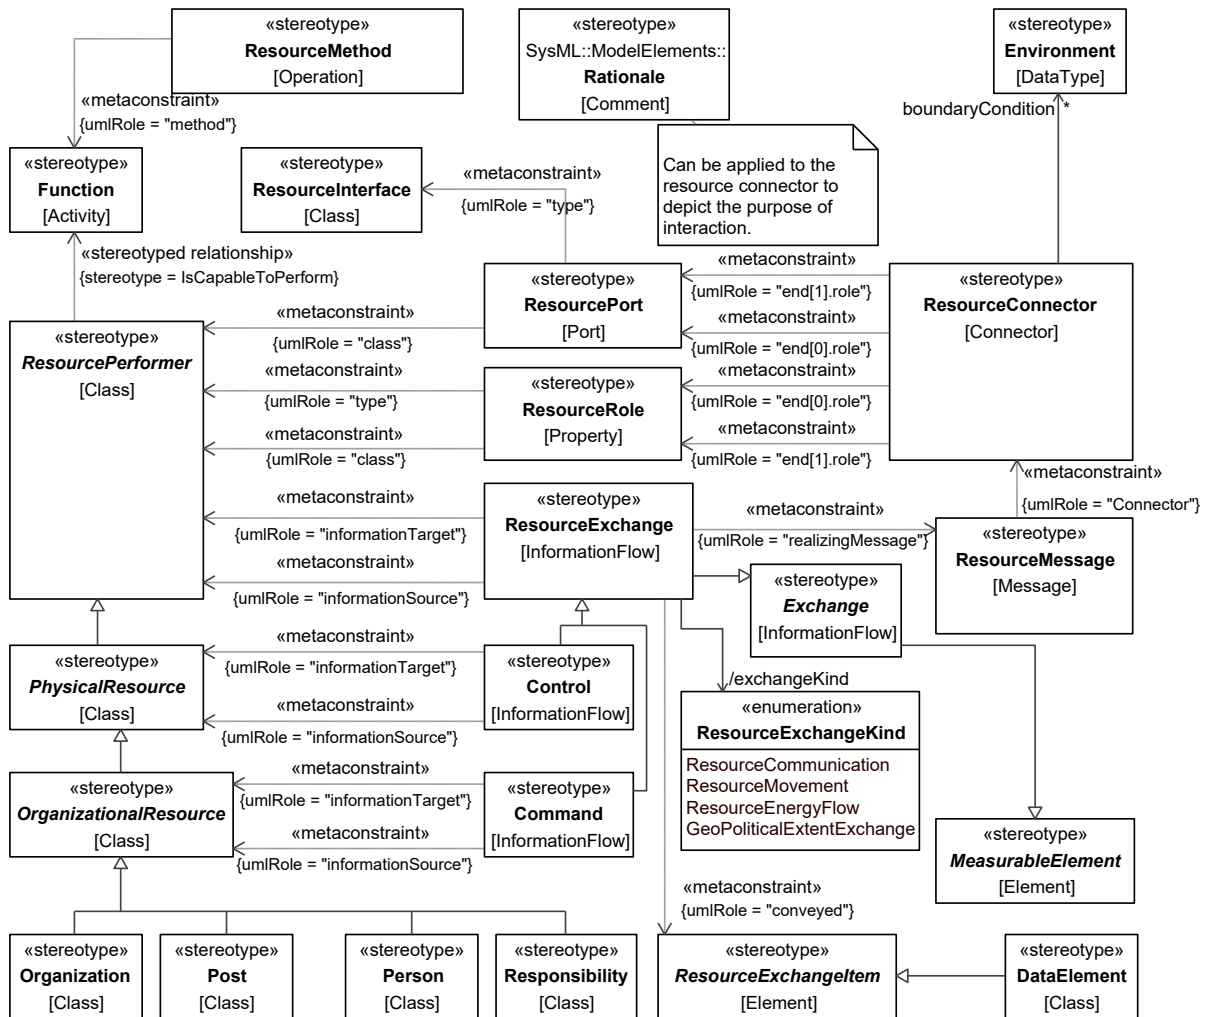 «stereotype»
ResourceMethod
[Operation]
«stereotype»
SysML::ModelElements::
Rationale
[Comment]
«stereotype»
Environment
[DataType]
«metaconstraint»
{umlRole = "method"}
boundaryCondition *
Can be applied to the
resource connector to
depict the purpose of
interaction.
«stereotype»
Function
[Activity]
«stereotype»
ResourceInterface
[Class]
«metaconstraint»
{umlRole = "type"}
«stereotyped relationship»
{stereotype = IsCapableToPerform}
«stereotype»
ResourcePort
[Port]
«metaconstraint»
{umlRole = "end[1].role"}
«metaconstraint»
{umlRole = "end[0].role"}
«stereotype»
ResourceConnector
[Connector]
«stereotype»
ResourcePerformer
[Class]
«metaconstraint»
{umlRole = "class"}
«metaconstraint»
{umlRole = "type"}
«metaconstraint»
{umlRole = "class"}
«stereotype»
ResourceRole
[Property]
«metaconstraint»
{umlRole = "end[0].role"}
«metaconstraint»
{umlRole = "end[1].role"}
«metaconstraint»
{umlRole = "Connector"}
«metaconstraint»
{umlRole = "informationTarget"}
«metaconstraint»
{umlRole = "informationSource"}
«stereotype»
ResourceExchange
[InformationFlow]
«metaconstraint»
{umlRole = "realizingMessage"}
«stereotype»
ResourceMessage
[Message]
«stereotype»
Exchange
[InformationFlow]
«stereotype»
PhysicalResource
[Class]
«metaconstraint»
{umlRole = "informationTarget"}
«metaconstraint»
{umlRole = "informationSource"}
«stereotype»
Control
[InformationFlow]
/exchangeKind
«enumeration»
ResourceExchangeKind
ResourceCommunication
ResourceMovement
ResourceEnergyFlow
GeoPoliticalExtentExchange
«stereotype»
OrganizationalResource
[Class]
«metaconstraint»
{umlRole = "informationTarget"}
«metaconstraint»
{umlRole = "informationSource"}
«stereotype»
Command
[InformationFlow]
«stereotype»
MeasurableElement
[Element]
«metaconstraint»
{umlRole = "conveyed"}
«stereotype»
Organization
[Class]
«stereotype»
Post
[Class]
«stereotype»
Person
[Class]
«stereotype»
Responsibility
[Class]
«stereotype»
ResourceExchangeItem
[Element]
«stereotype»
DataElement
[Class]